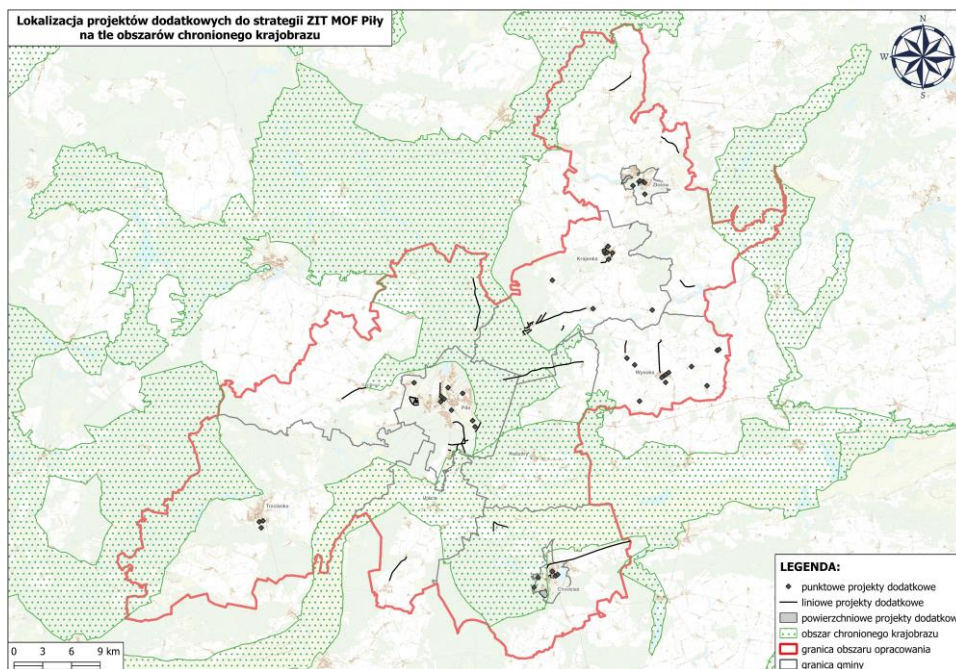 Lokalizacja projektów dodatkowych do strategii ZIT MOF Piły
na tle obszarów chronionego krajobrazu
N
W
E
S
Złotów
Krajenka
Wysoka
Piła
Kaczory
Trzcianka
Ujście
Chodzież
LEGENDA:
punktowe projekty dodatkowe
liniowe projekty dodatkowe
powierzchniowe projekty dodatkow
obszar chronionego krajobrazu
granica obszaru opracowania
granica gminy
0 3 6 9 km